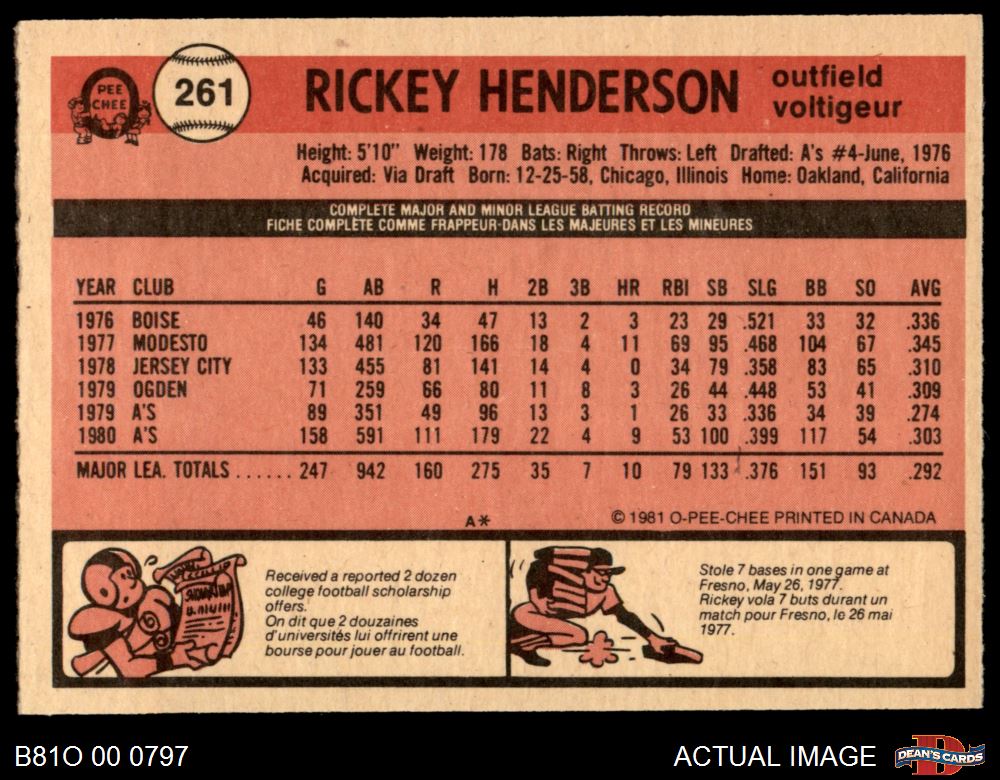 PEE
CHEE
261
RICKEY HENDERSON
outfield
voltigeur
Height: 5'10" Weight: 178 Bats: Right Throws: Left Drafted: A's #4-June, 1976
Acquired: Via Draft Born: 12-25-58, Chicago, Illinois Home: Oakland, California
COMPLETE MAJOR AND MINOR LEAGUE BATTING RECORD
FICHE COMPLÈTE COMME FRAPPEUR-DANS LES MAJEURES ET LES MINEURES
YEAR CLUB G AB R H 2B 3B HR RBI SB SLG BB SO AVG
1976 BOISE 46 140 34 47 13 2 3 23 29 .521 33 32 .336
1977 MODESTO 134 481 120 166 18 4 11 69 95 .468 104 67 .345
1978 JERSEY CITY 133 455 81 141 14 4 0 34 79 .358 83 65 .310
1979 OGDEN 71 259 66 80 11 8 3 26 44 .448 53 41 .309
1979 A'S 89 351 49 96 13 3 1 26 33 .336 34 39 .274
1980 A'S 158 591 111 179 22 4 9 53 100 .399 117 54 .303
MAJOR LEA. TOTALS ...... 247 942 160 275 35 7 10 79 133 .376 151 93 .292
A* © 1981 O-PEE-CHEE PRINTED IN CANADA
Received a reported 2 dozen
college football scholarship
offers.
On dit que 2 douzaines
d'universités lui offrirent une
bourse pour jouer au football.
Stole 7 bases in one game at
Fresno, May 26, 1977.
Rickey vola 7 buts durant un
match pour Fresno, le 26 mai
1977.
B81O 00 0797
ACTUAL IMAGE
DEAN'S CARDS